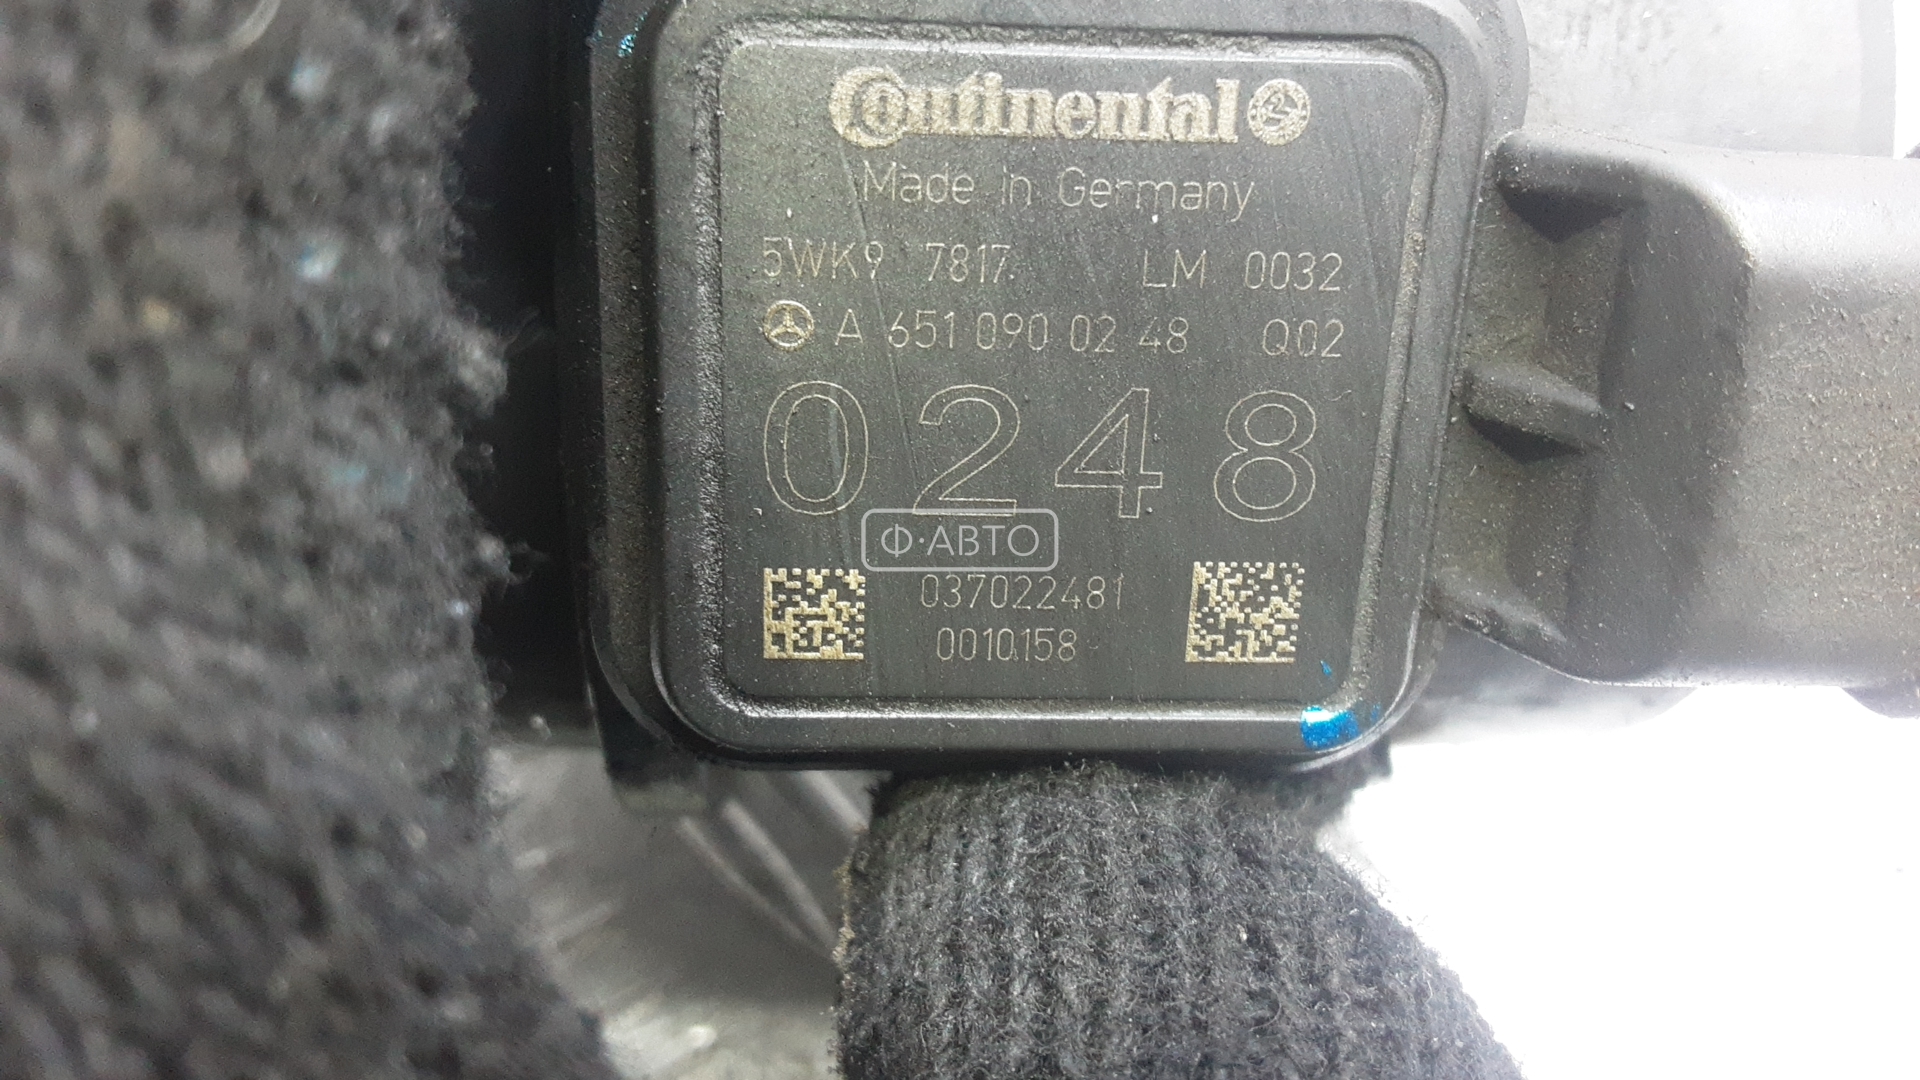 Continental
Made in Germany
5WK9 7817 LM 0032
A 651 090 02 48 Q02
0248
Ф·АВТО
037022481
0010158